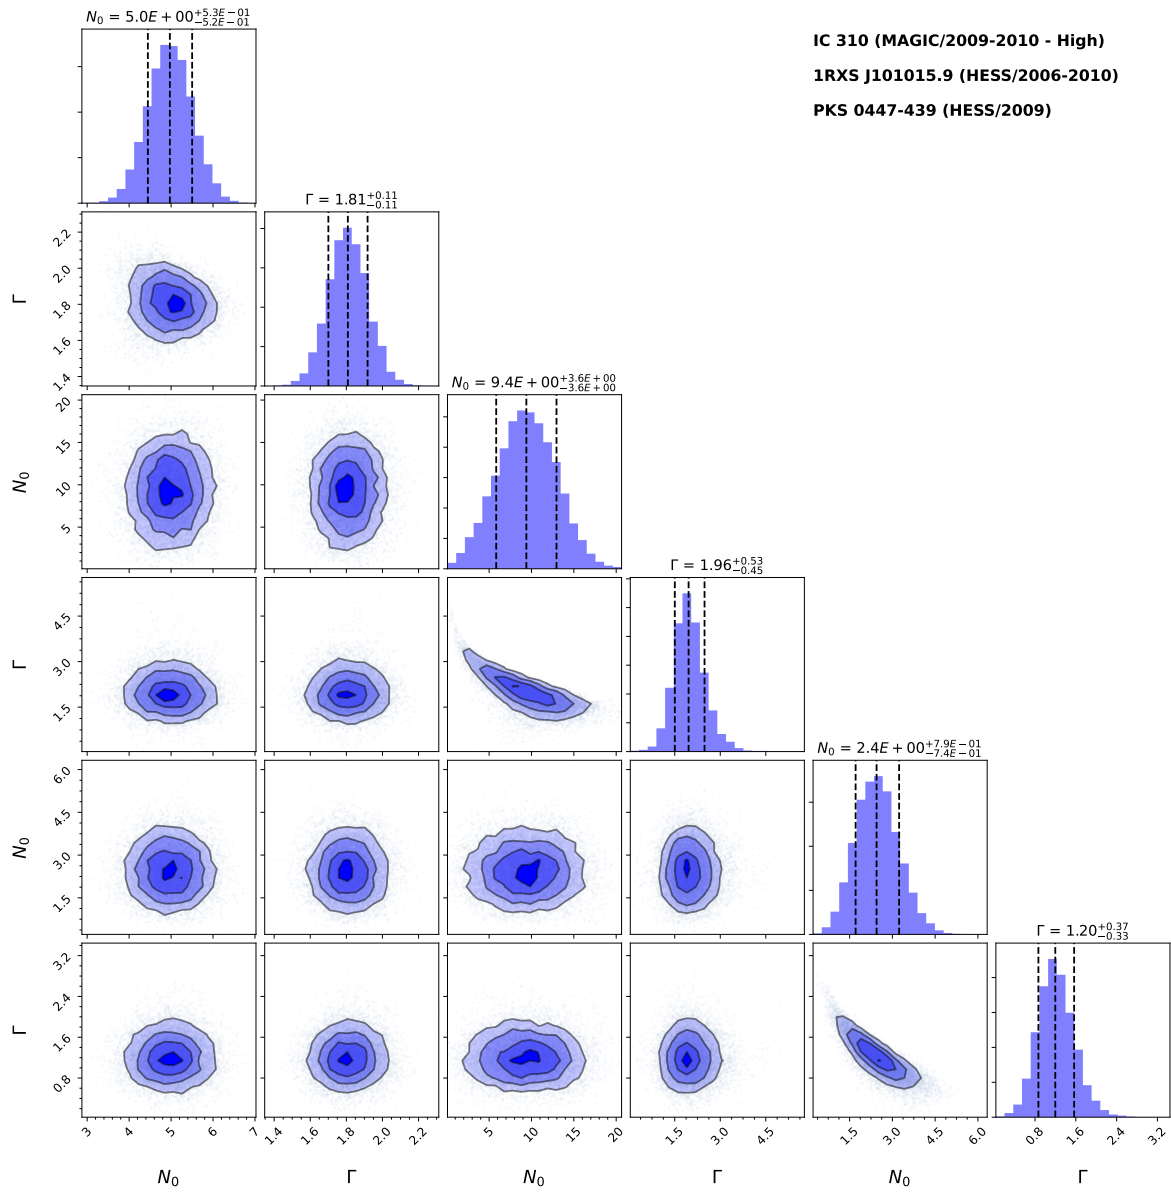 N₀ = 5.0E + 00 +5.3E−01 −5.2E−01
IC 310 (MAGIC/2009-2010 - High)
1RXS J101015.9 (HESS/2006-2010)
PKS 0447-439 (HESS/2009)
Γ = 1.81 +0.11 −0.11
Γ
2.2
2.0
1.8
1.6
1.4
N₀ = 9.4E + 00 +3.6E+00 −3.6E+00
N₀
20
15
10
5
Γ = 1.96 +0.53 −0.45
Γ
4.5
3.0
1.5
N₀ = 2.4E + 00 +7.9E−01 −7.4E−01
N₀
6.0
4.5
3.0
1.5
Γ = 1.20 +0.37 −0.33
Γ
3.2
2.4
1.6
0.8
3 4 5 6 7 1.4 1.6 1.8 2.0 2.2 5 10 15 20 1.5 3.0 4.5 1.5 3.0 4.5 6.0 0.8 1.6 2.4 3.2
N₀ Γ N₀ Γ N₀ Γ